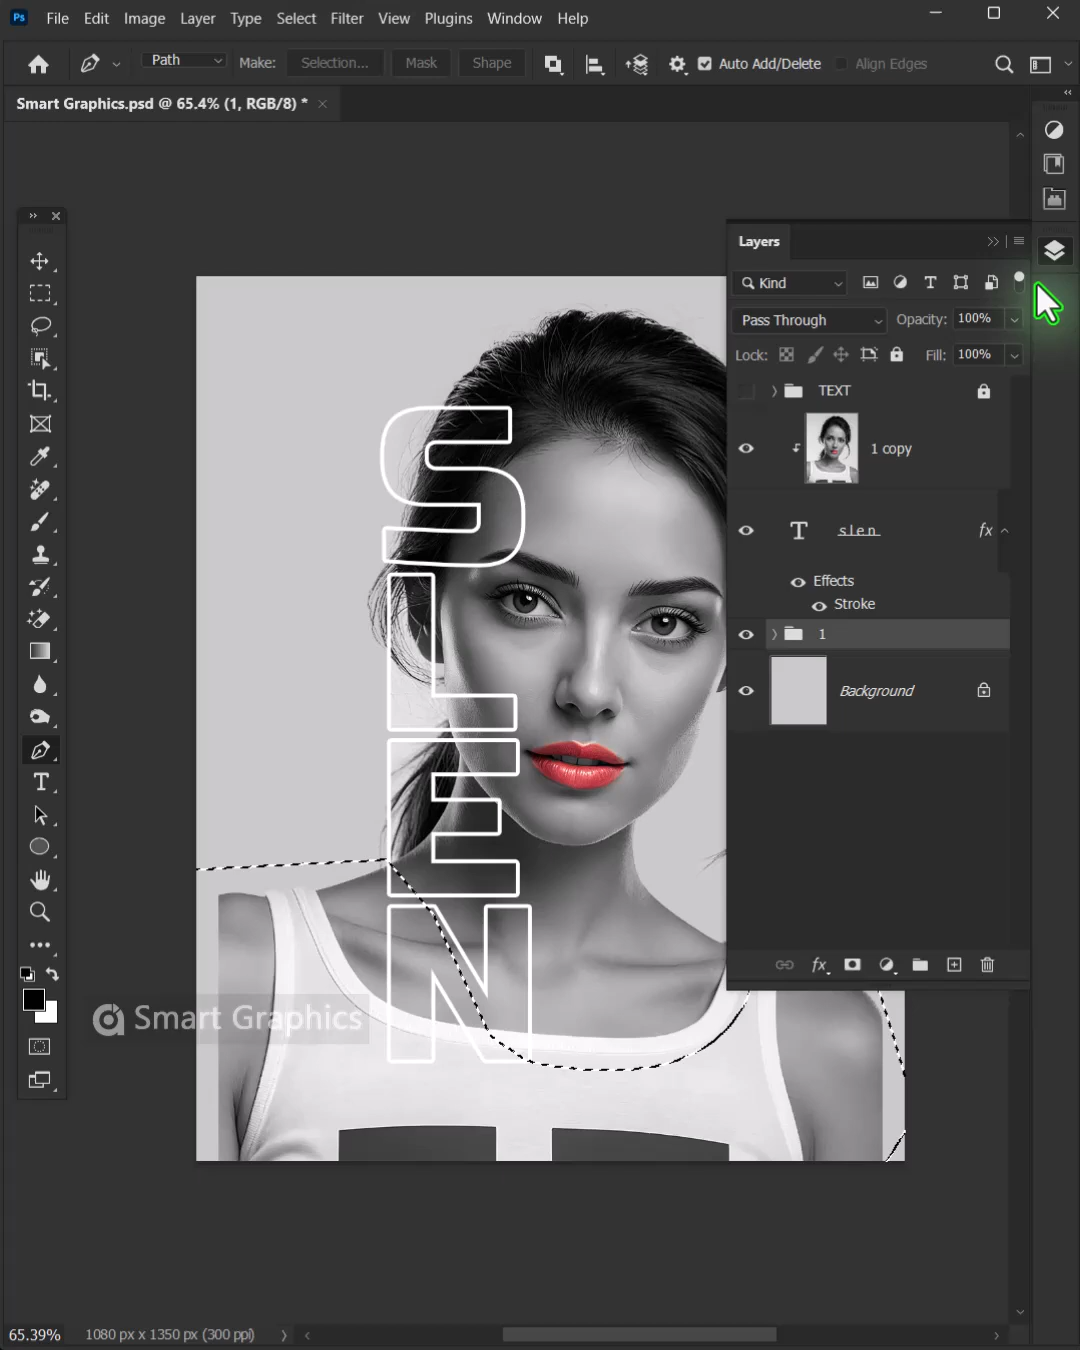 Ps File Edit Image Layer Type Select Filter View Plugins Window Help
Path Make: Selection... Mask Shape Auto Add/Delete Align Edges
Smart Graphics.psd @ 65.4% (1, RGB/8) *
Layers
Kind
Pass Through Opacity: 100%
Lock: Fill: 100%
TEXT
1 copy
slen fx
Effects
Stroke
1
Background
fx
SLEN
Smart Graphics
65.39% 1080 px x 1350 px (300 ppi)